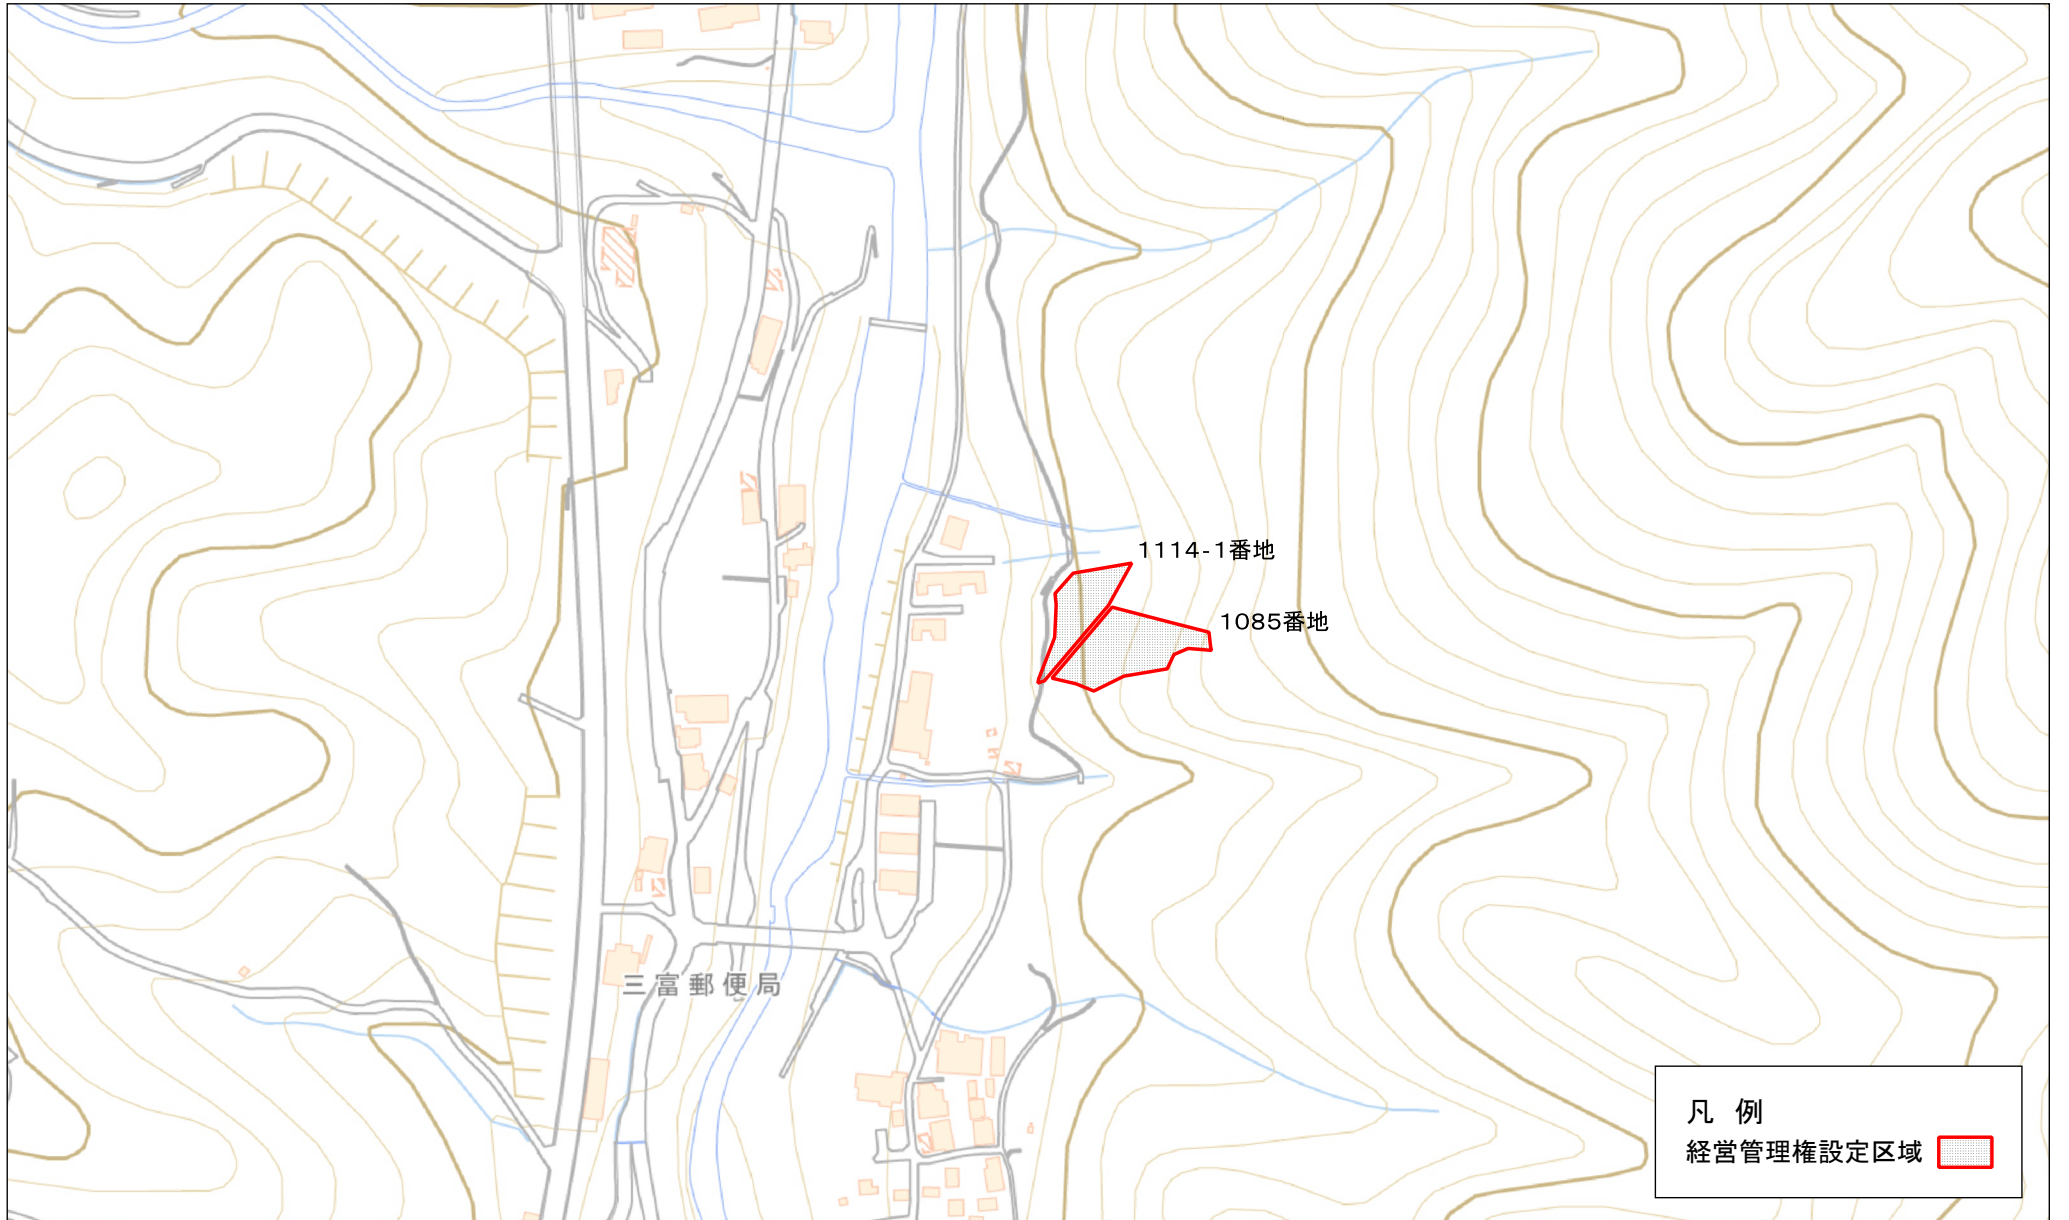 1114-1番地
1085番地
三富郵便局
凡 例
経営管理権設定区域